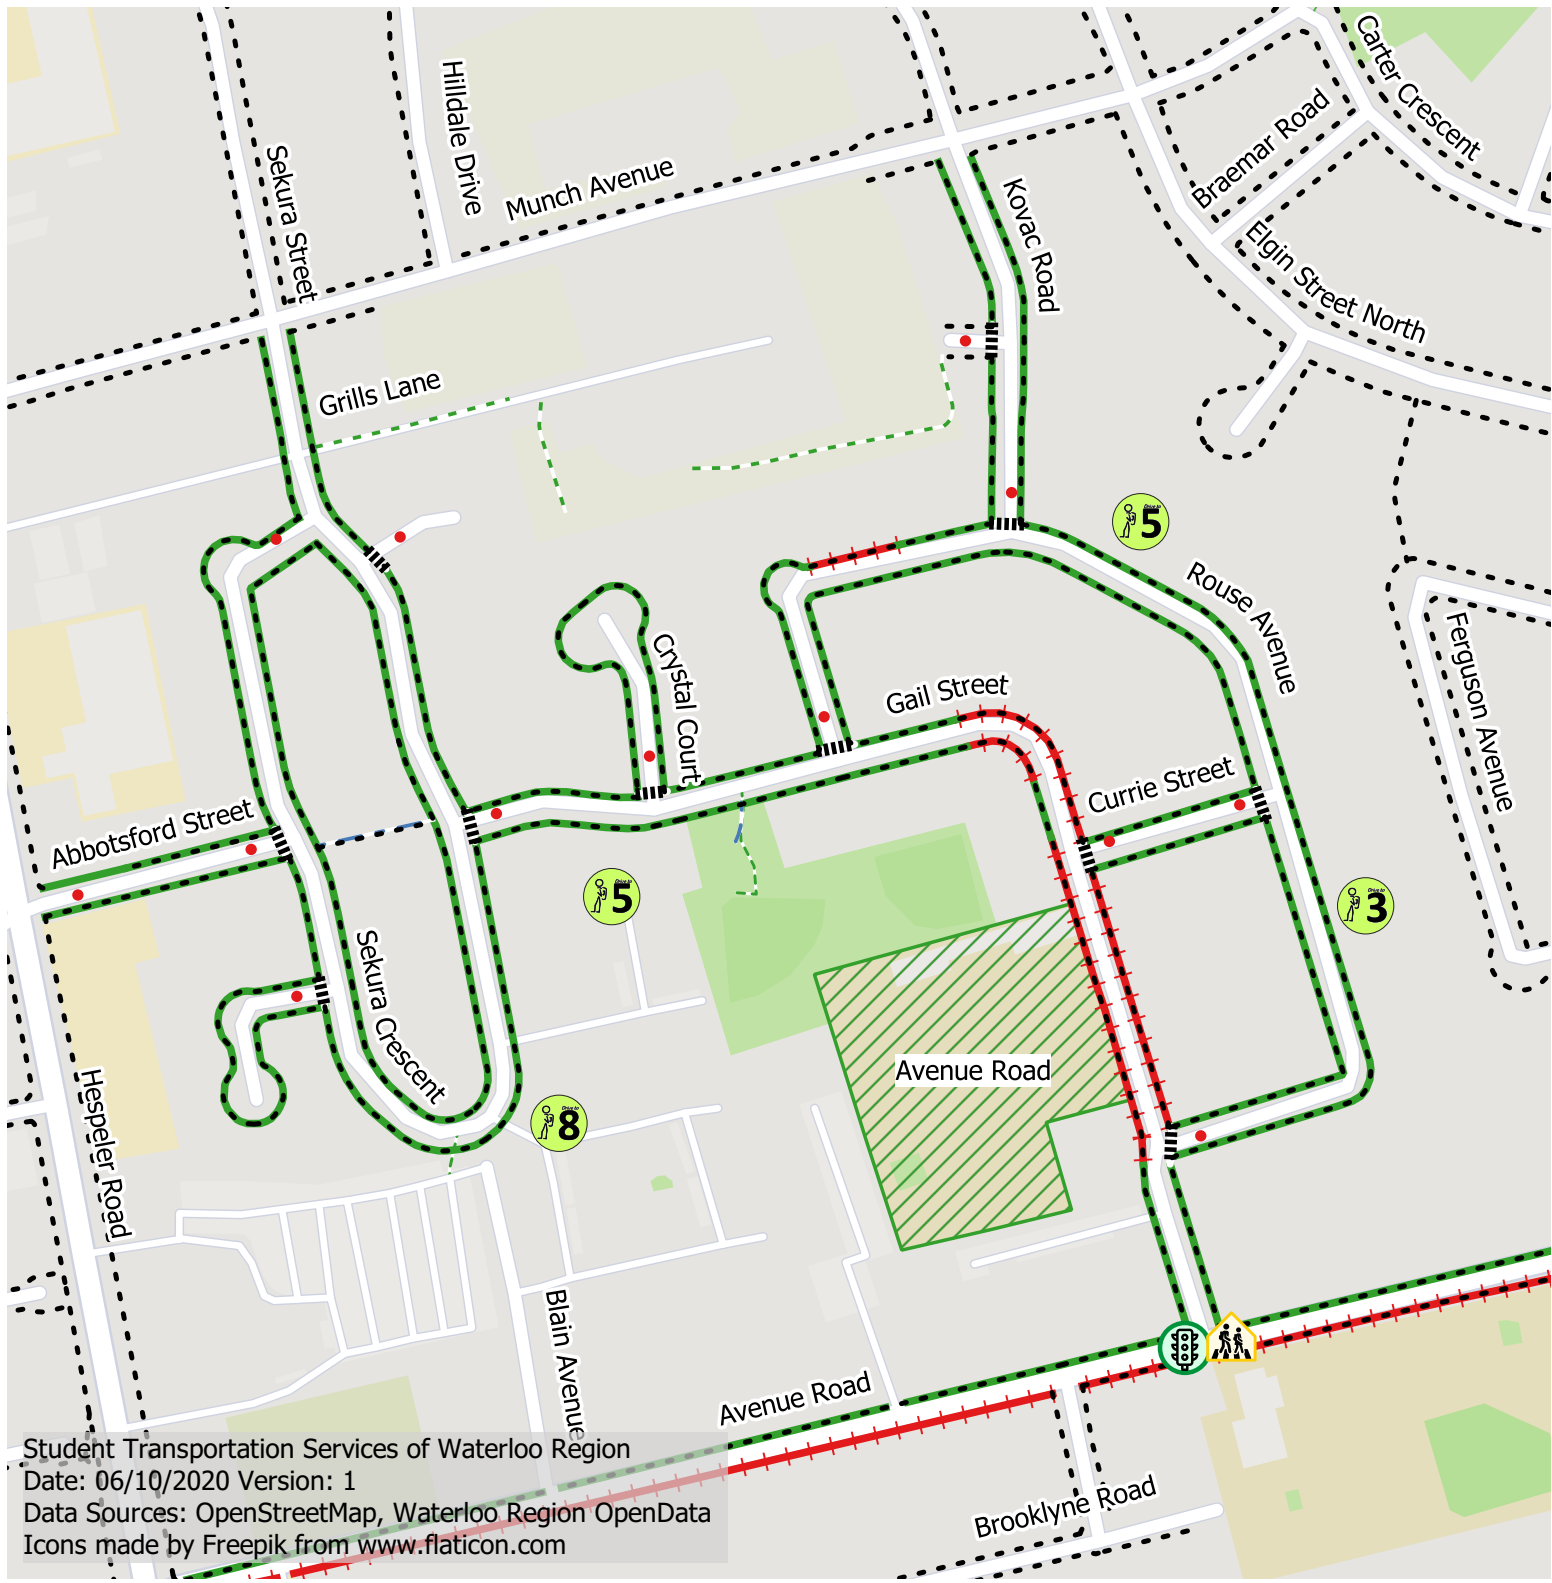 Carter Crescent
Hilldale Drive
Braemar Road
Sekura Street
Munch Avenue
Kovac Road
Elgin Street North
Grills Lane
5
Rouse Avenue
Ferguson Avenue
Crystal Court
Gail Street
Currie Street
Abbotsford Street
5
3
Sekura Crescent
Avenue Road
Hespeler Road
8
Blain Avenue
Avenue Road
Brooklyne Road
Student Transportation Services of Waterloo Region
Date: 06/10/2020 Version: 1
Data Sources: OpenStreetMap, Waterloo Region OpenData
Icons made by Freepik from www.flaticon.com